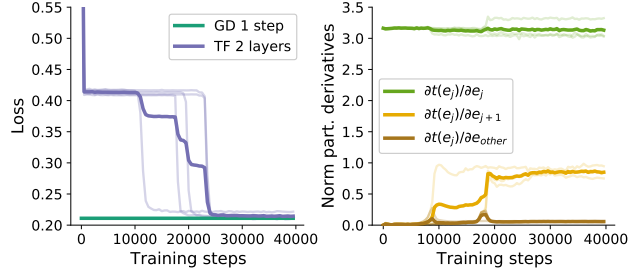 0.55
0.50
0.45
0.40
0.35
0.30
0.25
0.20
Loss
GD 1 step
TF 2 layers
0
10000
20000
30000
40000
Training steps
3.5
3.0
2.5
2.0
1.5
1.0
0.5
0.0
Norm part. derivatives
∂t(e_j)/∂e_j
∂t(e_j)/∂e_{j+1}
∂t(e_j)/∂e_{other}
0
10000
20000
30000
40000
Training steps